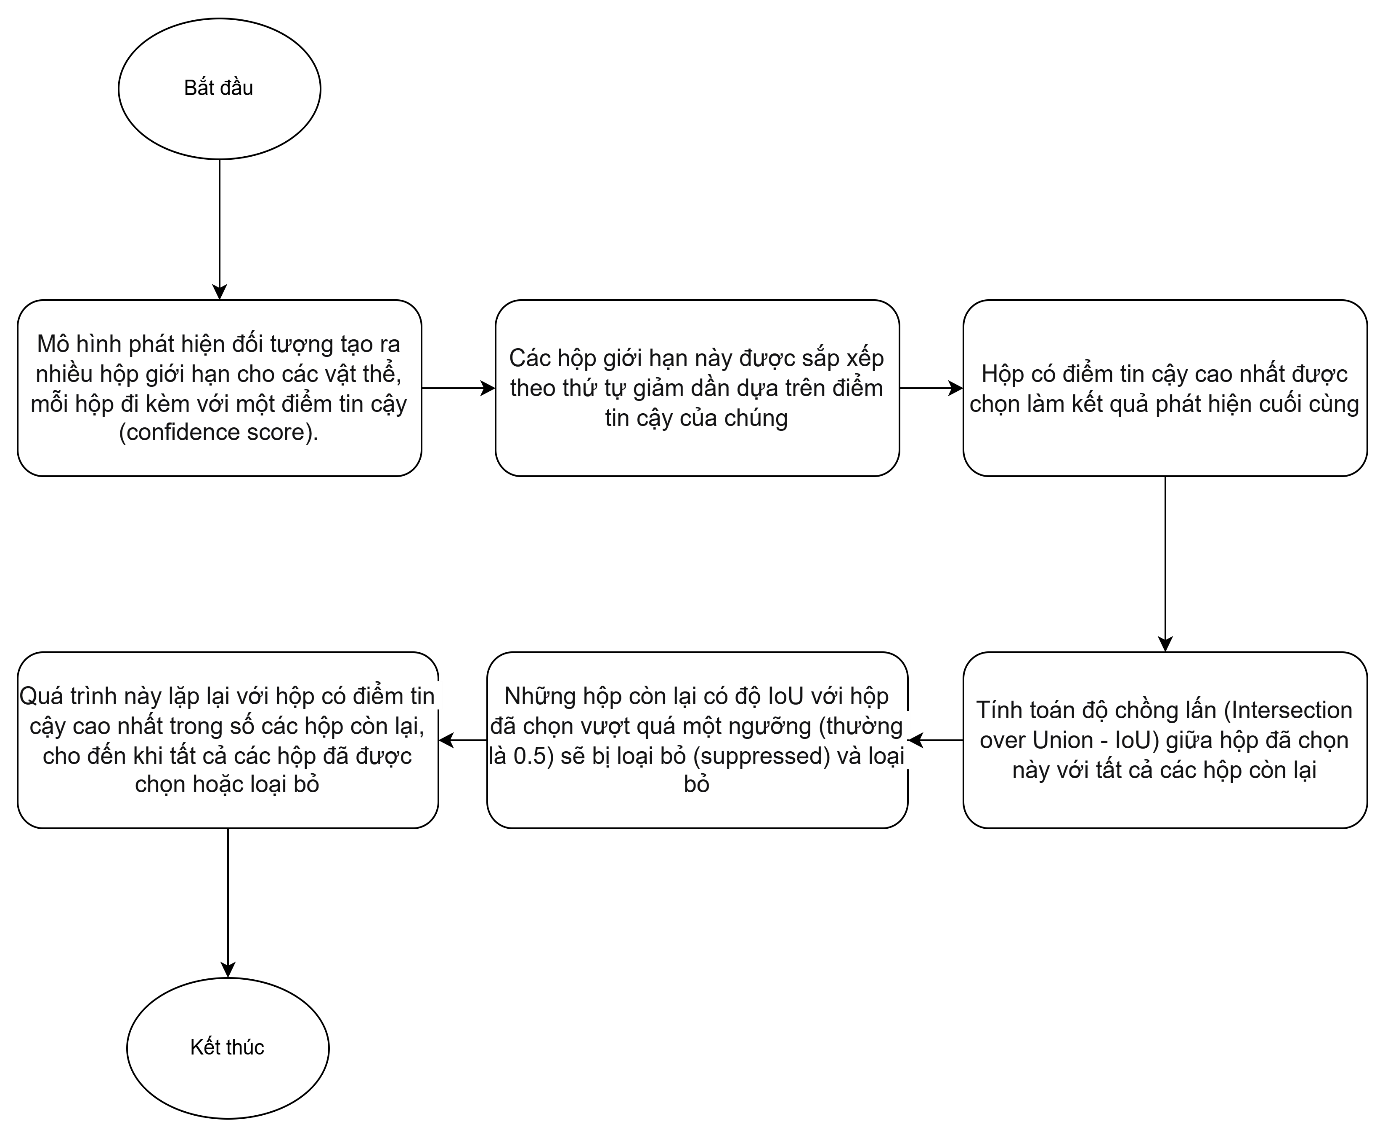 Bắt đầu
Mô hình phát hiện đối tượng tạo ra
nhiều hộp giới hạn cho các vật thể,
mỗi hộp đi kèm với một điểm tin cậy
(confidence score).
Các hộp giới hạn này được sắp xếp
theo thứ tự giảm dần dựa trên điểm
tin cậy của chúng
Hộp có điểm tin cậy cao nhất được
chọn làm kết quả phát hiện cuối cùng
Tính toán độ chồng lấn (Intersection
over Union - IoU) giữa hộp đã chọn
này với tất cả các hộp còn lại
Những hộp còn lại có độ IoU với hộp
đã chọn vượt quá một ngưỡng (thường
là 0.5) sẽ bị loại bỏ (suppressed) và loại
bỏ
Quá trình này lặp lại với hộp có điểm tin
cậy cao nhất trong số các hộp còn lại,
cho đến khi tất cả các hộp đã được
chọn hoặc loại bỏ
Kết thúc